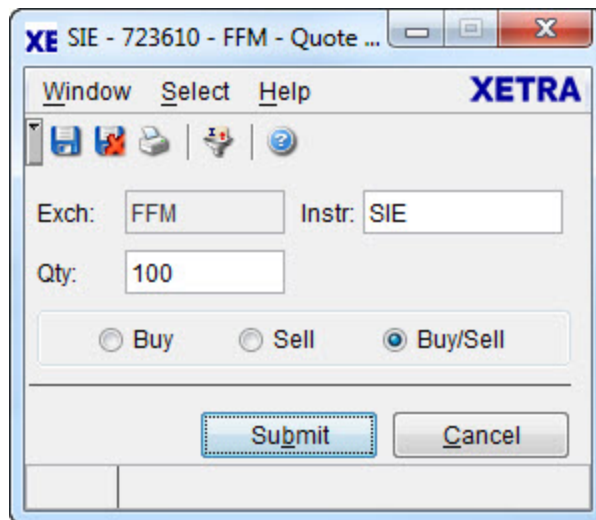 XE SIE - 723610 - FFM - Quote ...
Window Select Help XETRA
Exch: FFM Instr: SIE
Qty: 100
Buy Sell Buy/Sell
Submit Cancel